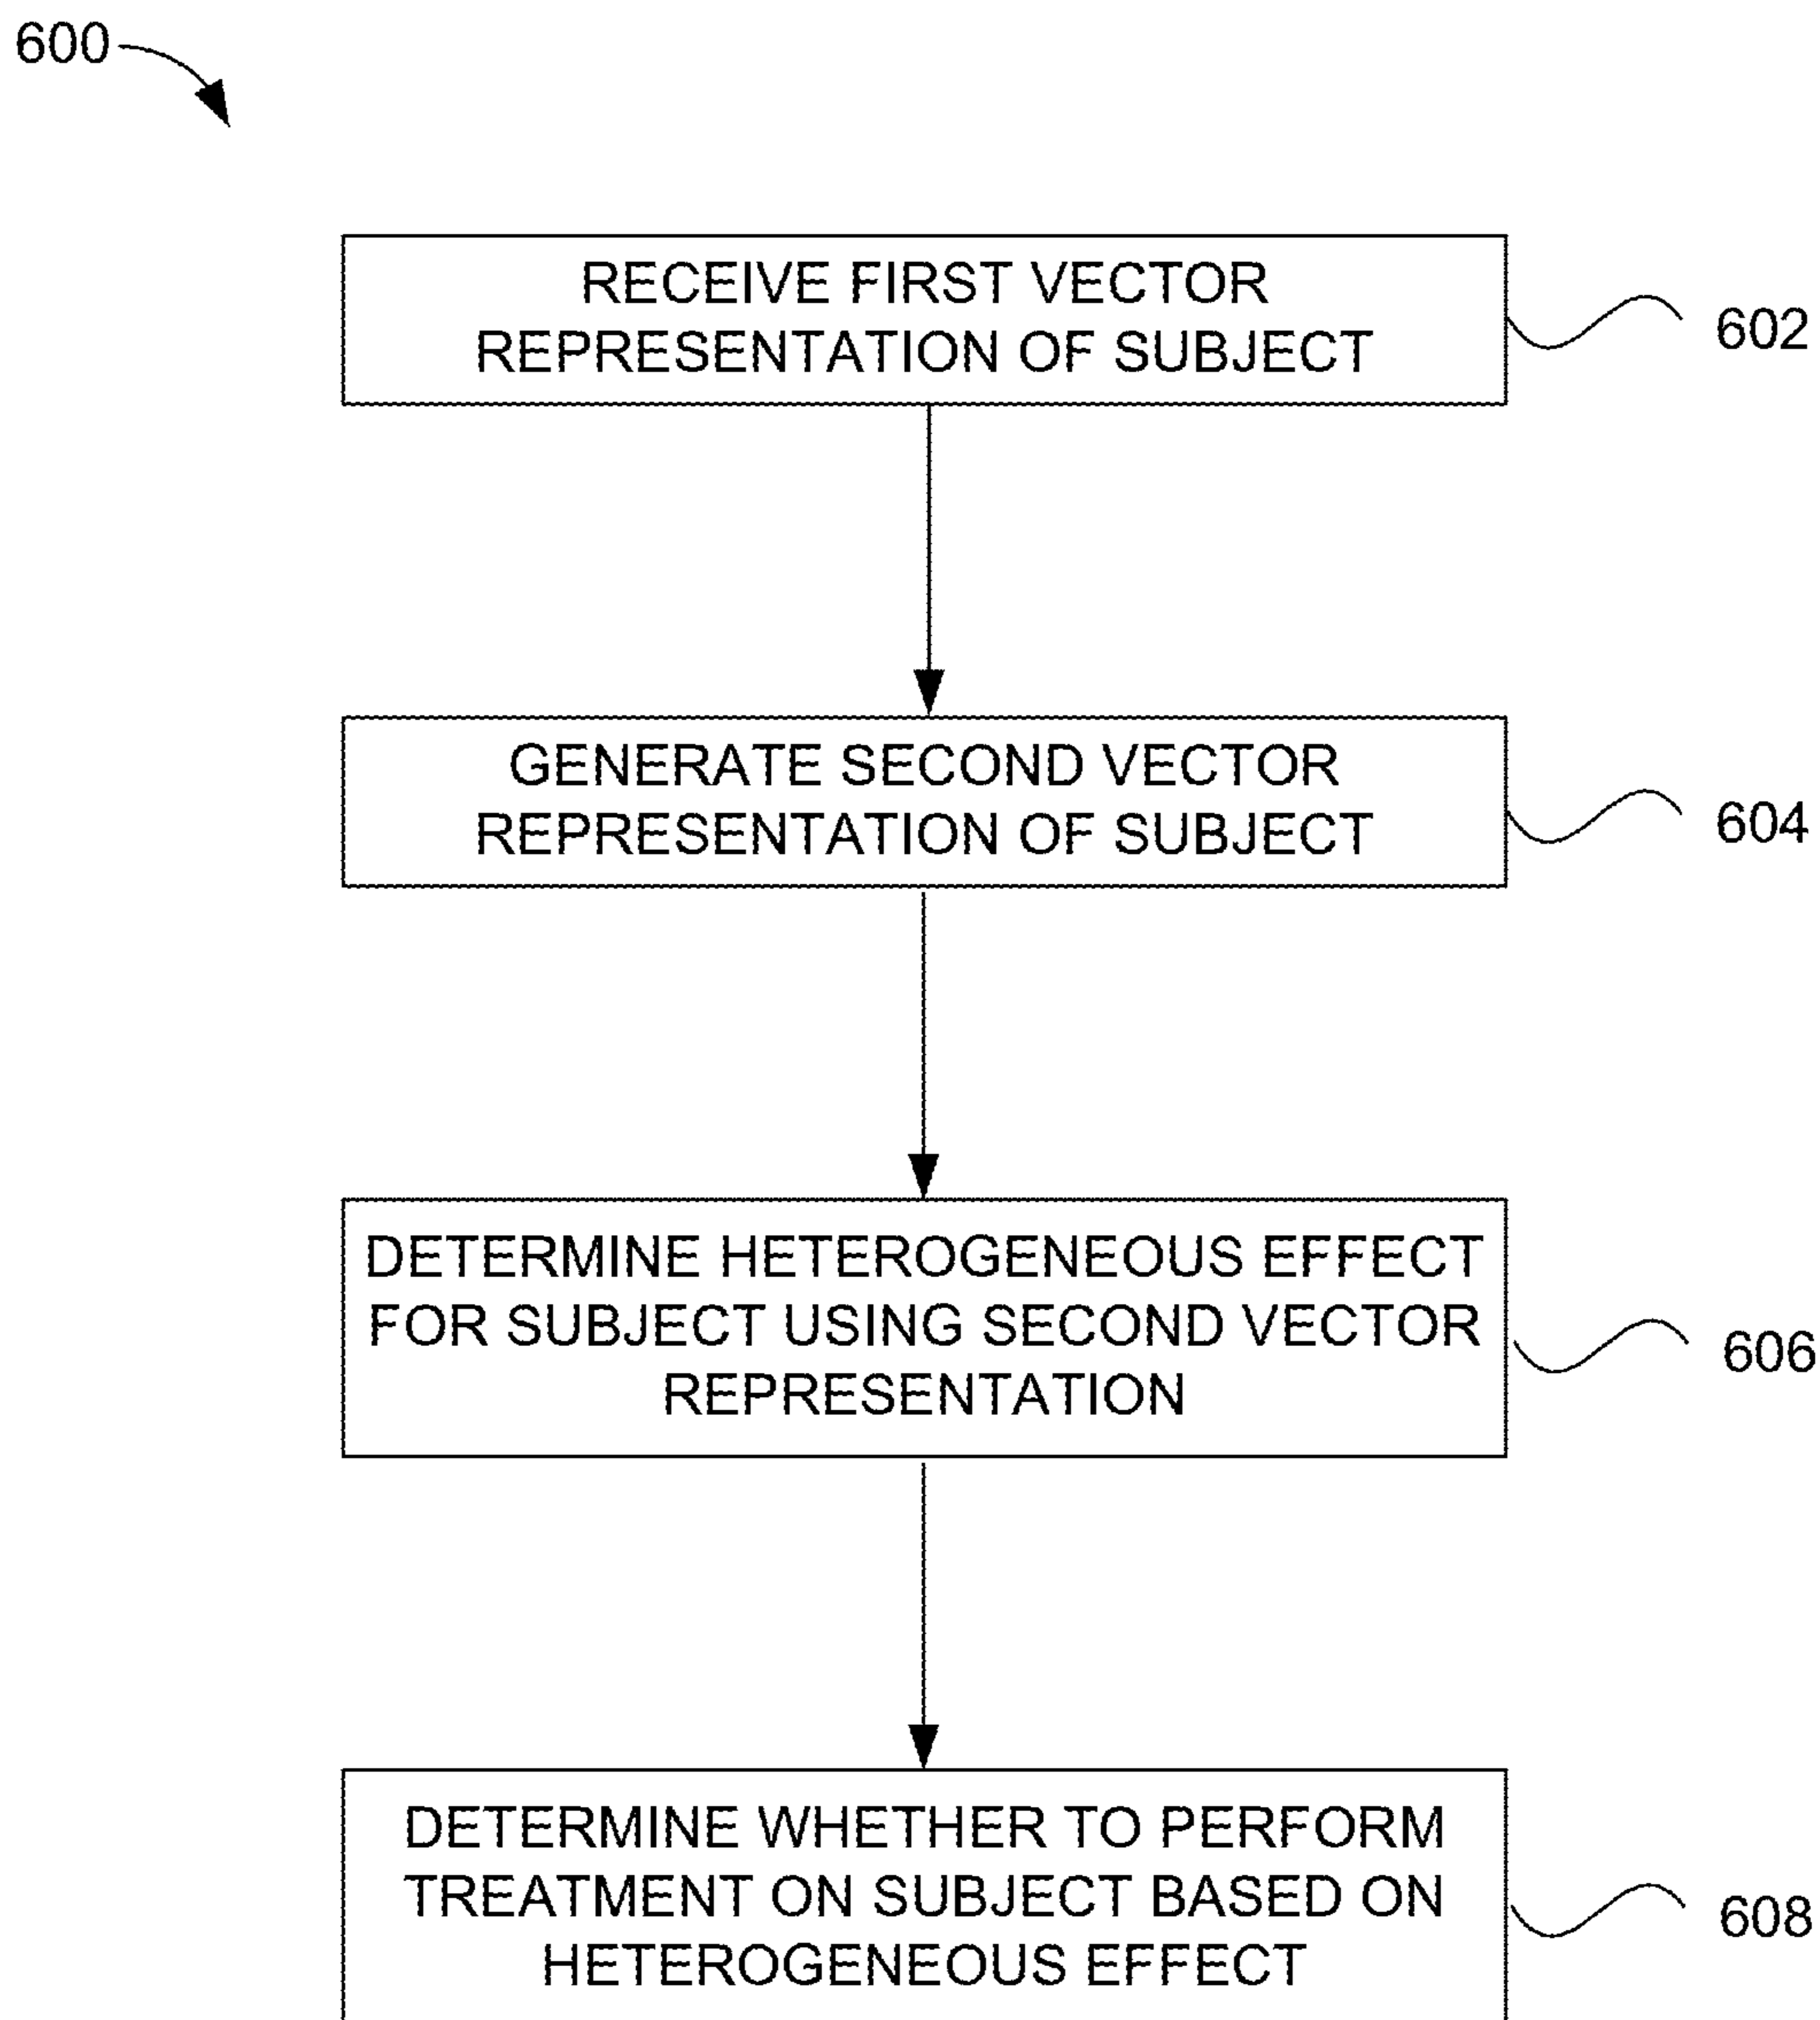 600
RECEIVE FIRST VECTOR
REPRESENTATION OF SUBJECT
602
GENERATE SECOND VECTOR
REPRESENTATION OF SUBJECT
604
DETERMINE HETEROGENEOUS EFFECT
FOR SUBJECT USING SECOND VECTOR
REPRESENTATION
606
DETERMINE WHETHER TO PERFORM
TREATMENT ON SUBJECT BASED ON
HETEROGENEOUS EFFECT
608